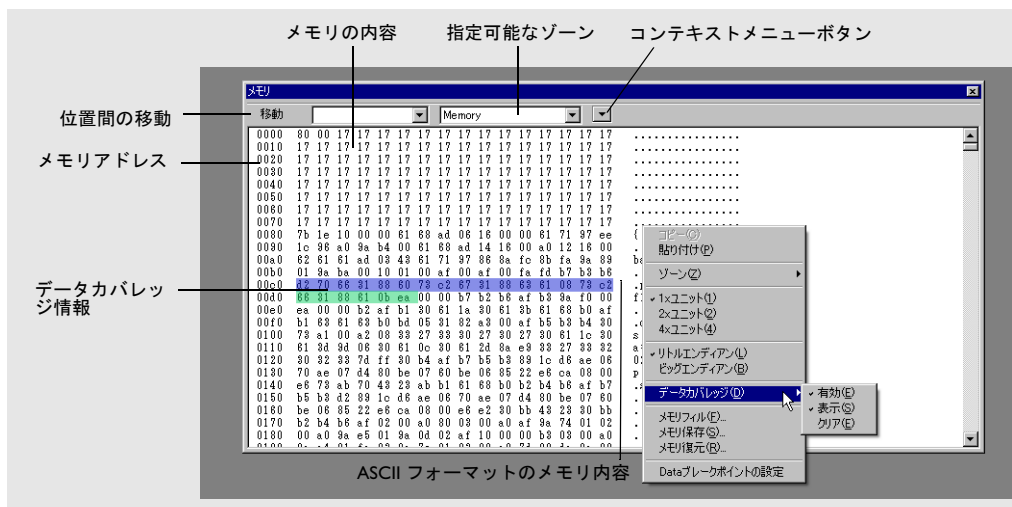 メモリの内容 指定可能なゾーン コンテキストメニューボタン
メモリ
位置間の移動 移動 Memory
メモリアドレス
0000 80 00 17 17 17 17 17 17 17 17 17 17 17 17 17 17 ................
0010 17 17 17 17 17 17 17 17 17 17 17 17 17 17 17 17 ................
0020 17 17 17 17 17 17 17 17 17 17 17 17 17 17 17 17 ................
0030 17 17 17 17 17 17 17 17 17 17 17 17 17 17 17 17 ................
0040 17 17 17 17 17 17 17 17 17 17 17 17 17 17 17 17 ................
0050 17 17 17 17 17 17 17 17 17 17 17 17 17 17 17 17 ................
0060 17 17 17 17 17 17 17 17 17 17 17 17 17 17 17 17 ................
0070 17 17 17 17 17 17 17 17 17 17 17 17 17 17 17 17
0080 7b 1e 10 00 00 61 68 ad 06 16 00 00 61 71 97 ee {
0090 1c 96 a0 9a b4 00 61 68 ad 14 16 00 a0 12 16 00 .
00a0 62 61 61 ad 03 43 61 71 97 86 8a fc 8b fa 9a 89
00b0 01 9a ba 00 10 01 00 af 00 af 00 fa fd b7 b3 b6
データカバレッジ情報
00c0 d2 70 66 31 88 60 73 c2 67 31 88 63 61 08 73 c2
00d0 66 31 88 61 0b ea 00 00 b7 b2 b6 af b3 9a f0 00
00e0 ea 00 00 b2 af b1 30 61 1a 30 61 3b 61 68 b0 af
00f0 b1 63 61 63 b0 bd 05 31 82 a3 00 af b5 b3 b4 30
0100 73 a1 00 a2 08 33 27 33 30 27 30 27 30 61 1c 30
0110 61 3d 9d 06 30 61 0c 30 61 2d 8a e9 33 27 33 32
0120 30 32 33 7d ff 30 b4 af b7 b5 b3 89 1c d6 ae 06
0130 70 ae 07 d4 80 be 07 60 be 06 85 22 e6 ca 08 00
0140 e6 73 ab 70 43 23 ab b1 61 68 b0 b2 b4 b6 af b7
0150 b5 b3 d2 89 1c d6 ae 06 70 ae 07 d4 80 be 07 60
0160 be 06 85 22 e6 ca 08 00 e6 e2 30 bb 43 23 30 bb
0170 b2 b4 b6 af 02 00 a0 80 03 00 a0 af 9a 74 01 02
0180 00 a0 9a e5 01 9a 0d 02 af 10 00 00 b3 03 00 a0
コピー(C)
貼り付け(P)
ゾーン(Z)
1xユニット(1)
2xユニット(2)
4xユニット(4)
リトルエンディアン(L)
ビッグエンディアン(B)
データカバレッジ(D) 有効(E)
表示(S)
クリア(E)
メモリフィル(F)...
メモリ保存(S)...
メモリ復元(R)...
Dataブレークポイントの設定
ASCII フォーマットのメモリ内容